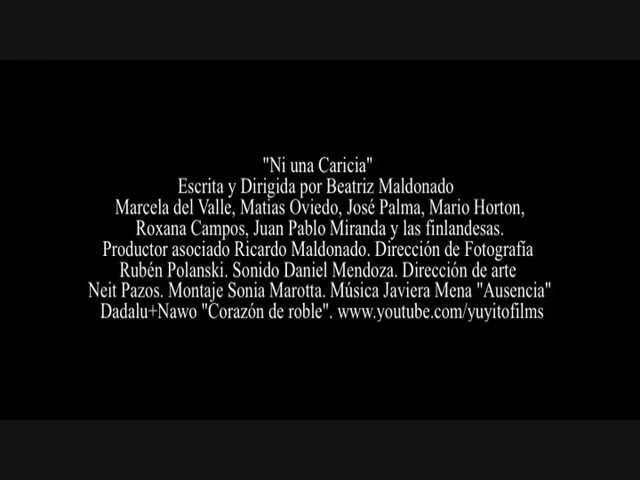 "Ni una Caricia"
Escrita y Dirigida por Beatriz Maldonado
Marcela del Valle, Matias Oviedo, José Palma, Mario Horton,
Roxana Campos, Juan Pablo Miranda y las finlandesas.
Productor asociado Ricardo Maldonado. Dirección de Fotografía
Rubén Polanski. Sonido Daniel Mendoza. Dirección de arte
Neit Pazos. Montaje Sonia Marotta. Música Javiera Mena "Ausencia"
Dadalu+Nawo "Corazón de roble". www.youtube.com/yuyitofilms